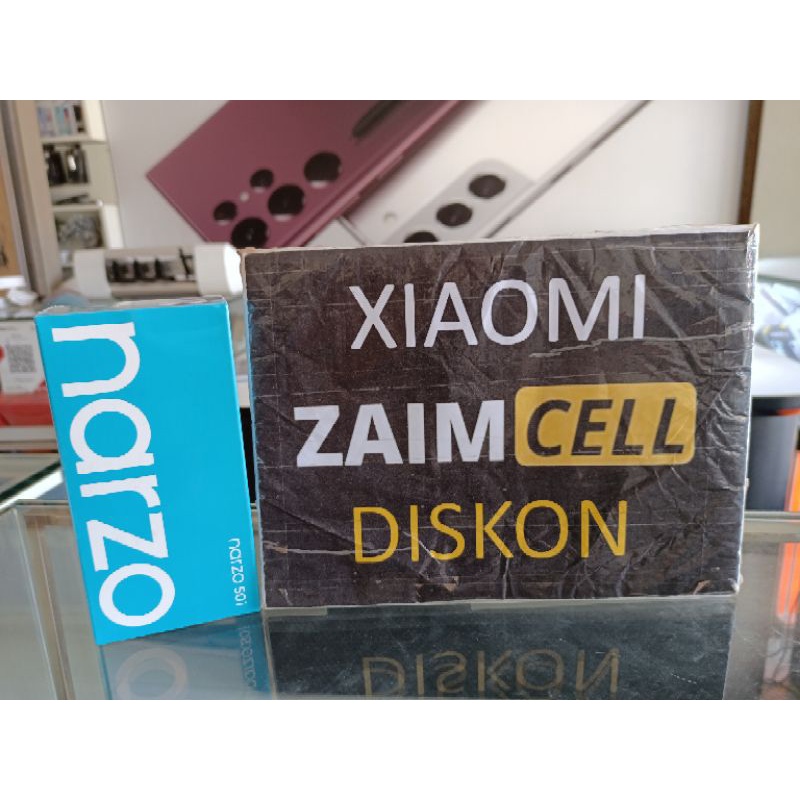 narzo
narzo 50i
XIAOMI
ZAIM CELL
DISKON